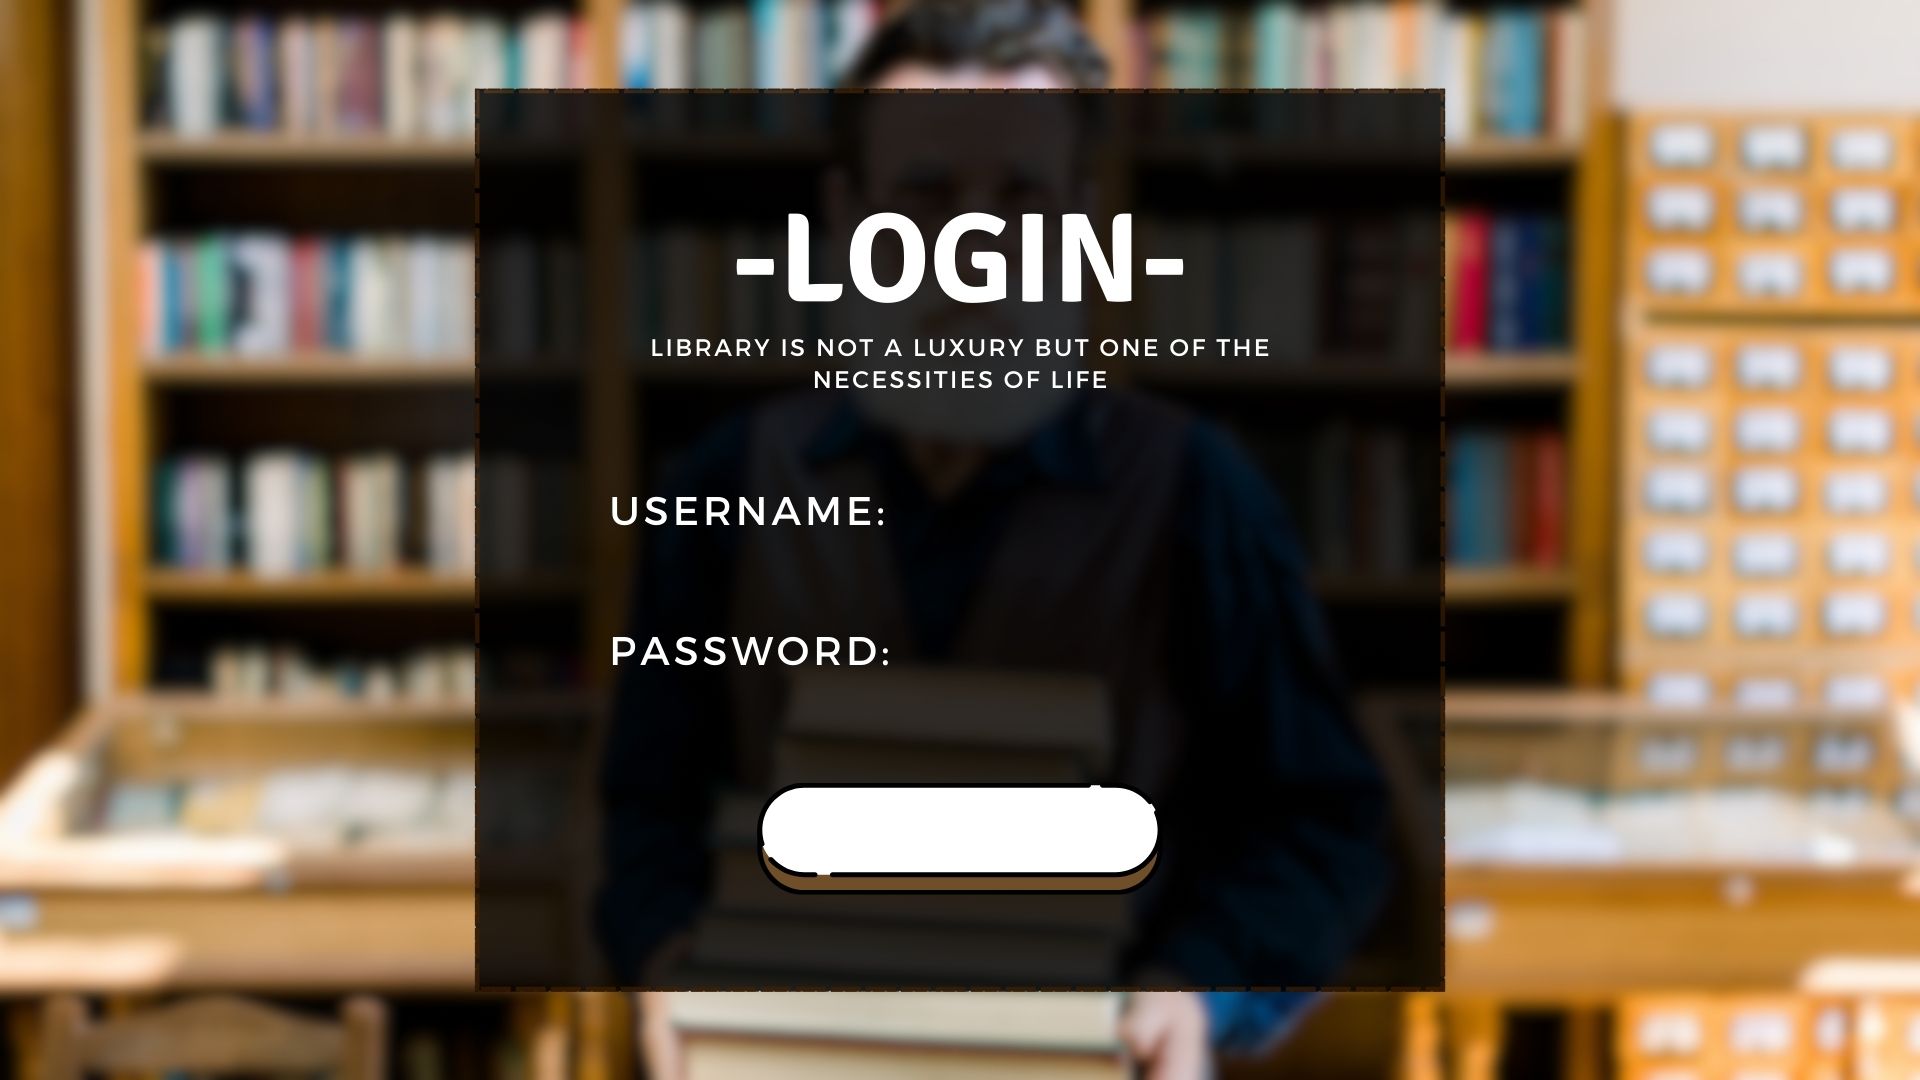 -LOGIN-
LIBRARY IS NOT A LUXURY BUT ONE OF THE
NECESSITIES OF LIFE
USERNAME:
PASSWORD: